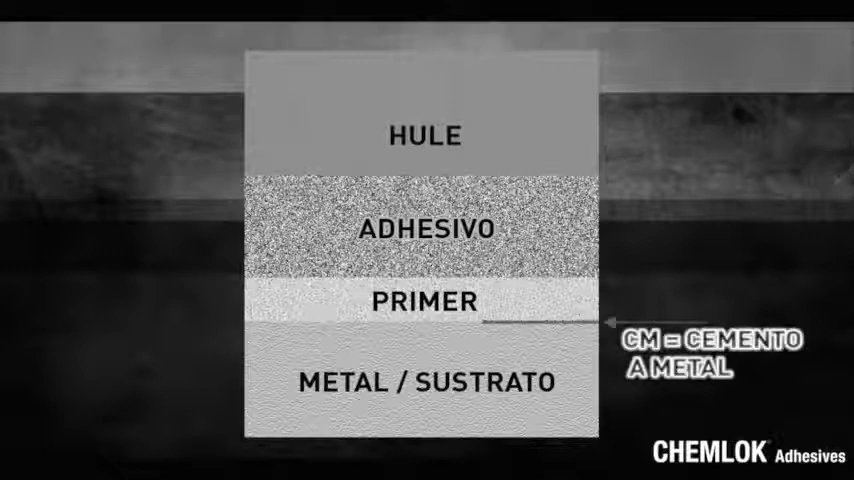 HULE
ADHESIVO
PRIMER
CM = CEMENTO
A METAL
METAL / SUSTRATO
CHEMLOK Adhesives